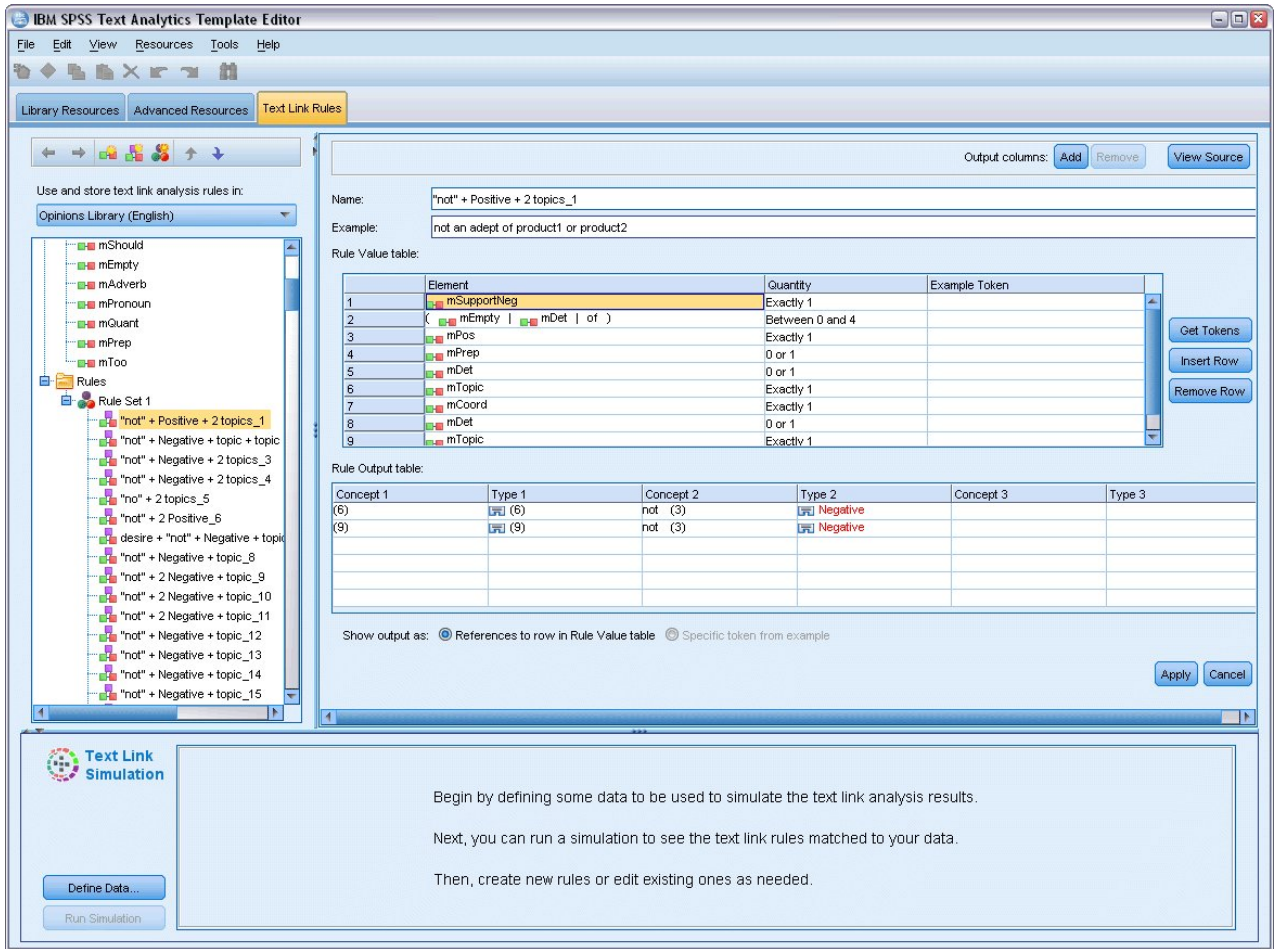 IBM SPSS Text Analytics Template Editor
File Edit View Resources Tools Help
Library Resources Advanced Resources Text Link Rules
Use and store text link analysis rules in:
Opinions Library (English)
mShould
mEmpty
mAdverb
mPronoun
mQuant
mPrep
mToo
Rules
Rule Set 1
"not" + Positive + 2 topics_1
"not" + Negative + topic + topic
"not" + Negative + 2 topics_3
"not" + Negative + 2 topics_4
"no" + 2 topics_5
"not" + 2 Positive_6
desire + "not" + Negative + topic
"not" + Negative + topic_8
"not" + 2 Negative + topic_9
"not" + 2 Negative + topic_10
"not" + 2 Negative + topic_11
"not" + Negative + topic_12
"not" + Negative + topic_13
"not" + Negative + topic_14
"not" + Negative + topic_15
Output columns: Add Remove View Source
Name: "not" + Positive + 2 topics_1
Example: not an adept of product1 or product2
Rule Value table:
Element Quantity Example Token
1 mSupportNeg Exactly 1
2 ( mEmpty | mDet | of ) Between 0 and 4
3 mPos Exactly 1
4 mPrep 0 or 1
5 mDet 0 or 1
6 mTopic Exactly 1
7 mCoord Exactly 1
8 mDet 0 or 1
9 mTopic Exactly 1
Get Tokens
Insert Row
Remove Row
Rule Output table:
Concept 1 Type 1 Concept 2 Type 2 Concept 3 Type 3
(6) (6) not (3) Negative
(9) (9) not (3) Negative
Show output as: References to row in Rule Value table Specific token from example
Apply Cancel
Text Link
Simulation
Begin by defining some data to be used to simulate the text link analysis results.
Next, you can run a simulation to see the text link rules matched to your data.
Then, create new rules or edit existing ones as needed.
Define Data...
Run Simulation